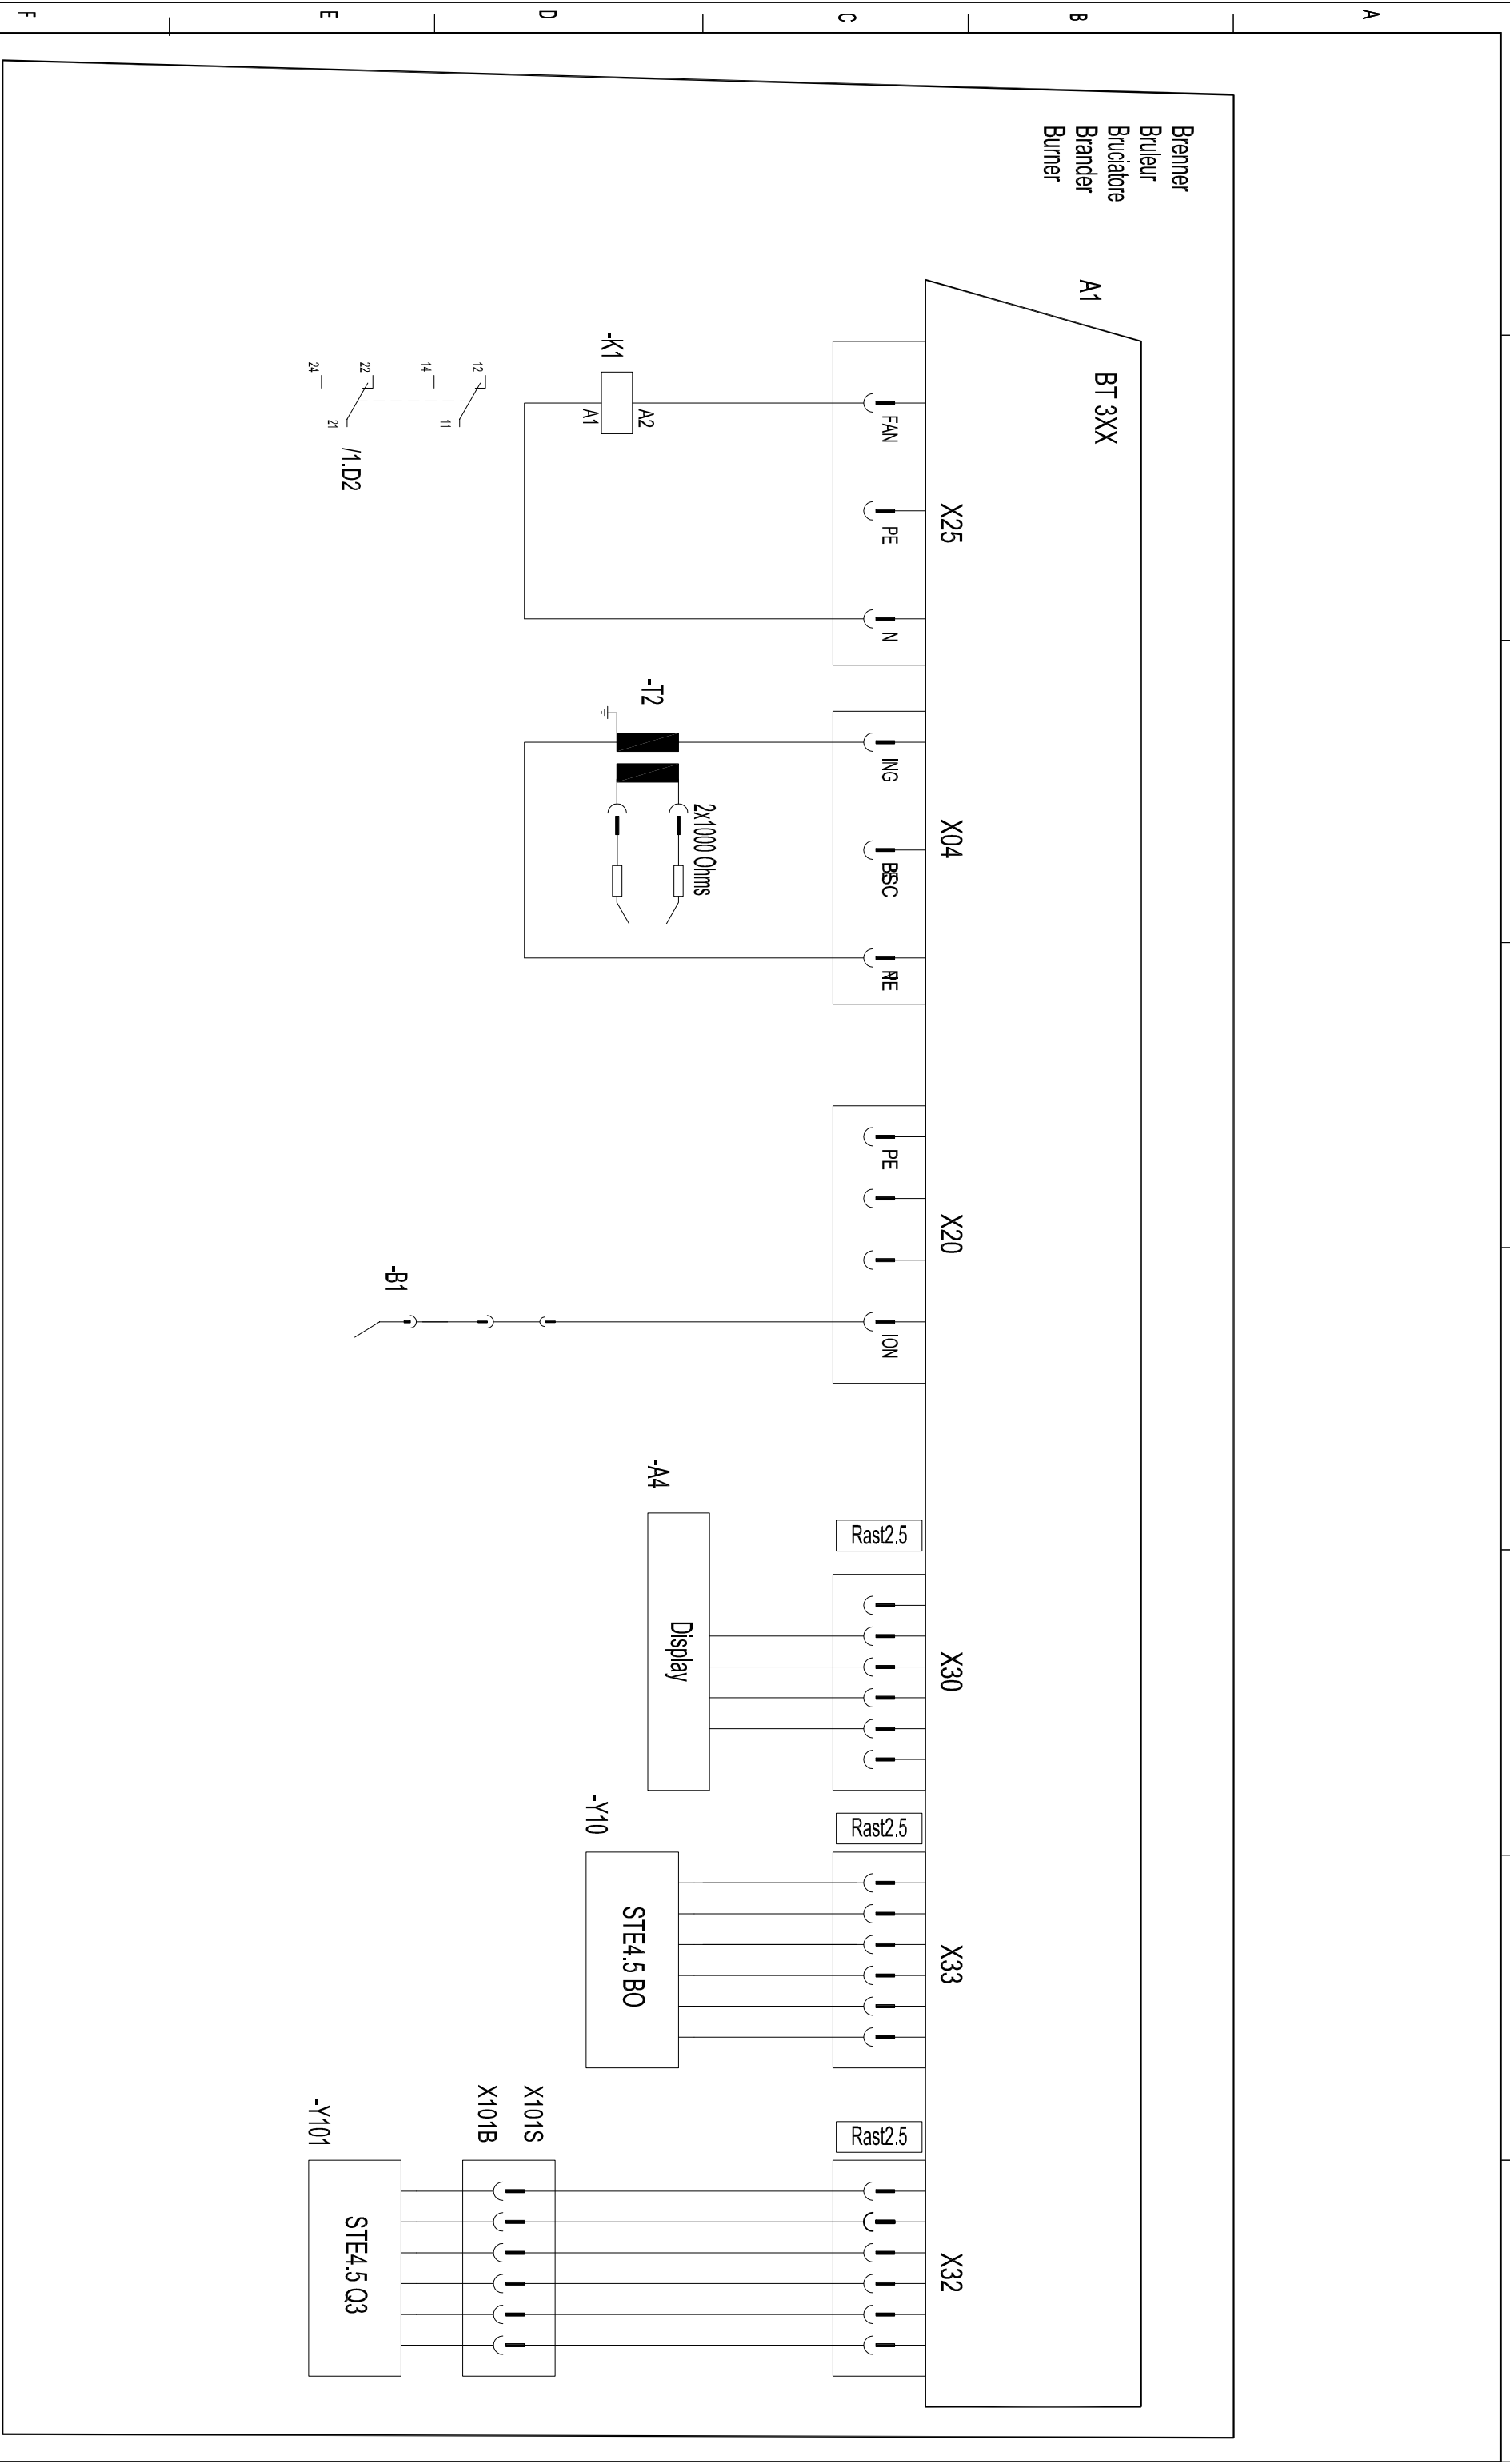 F
E
D
C
B
A
Brenner
Bruleur
Bruciatore
Brander
Burner
A1
BT 3XX
X25
X04
X20
X30
X33
X32
FAN
PE
N
ING
PE
ION
Rast2.5
Rast2.5
Rast2.5
-K1
A2
A1
12
14
11
22
24
21
/1.D2
-T2
2x1000 Ohms
-B1
-A4
Display
-Y10
STE4.5 BO
X101S
X101B
-Y101
STE4.5 Q3